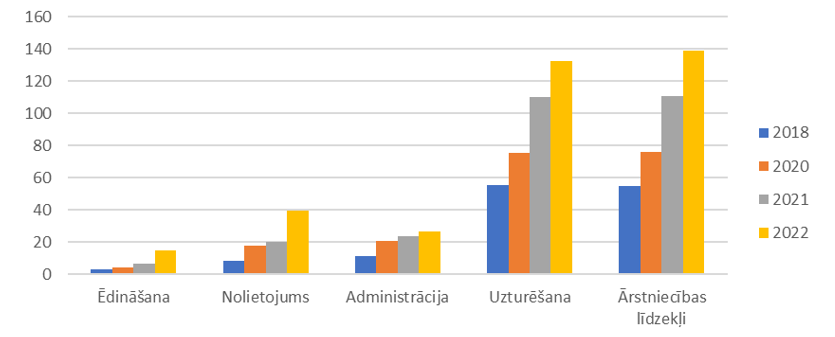 160
140
120
100
80
60
40
20
0
Ēdināšana
Nolietojums
Administrācija
Uzturēšana
Ārstniecības
līdzekļi
2018
2020
2021
2022